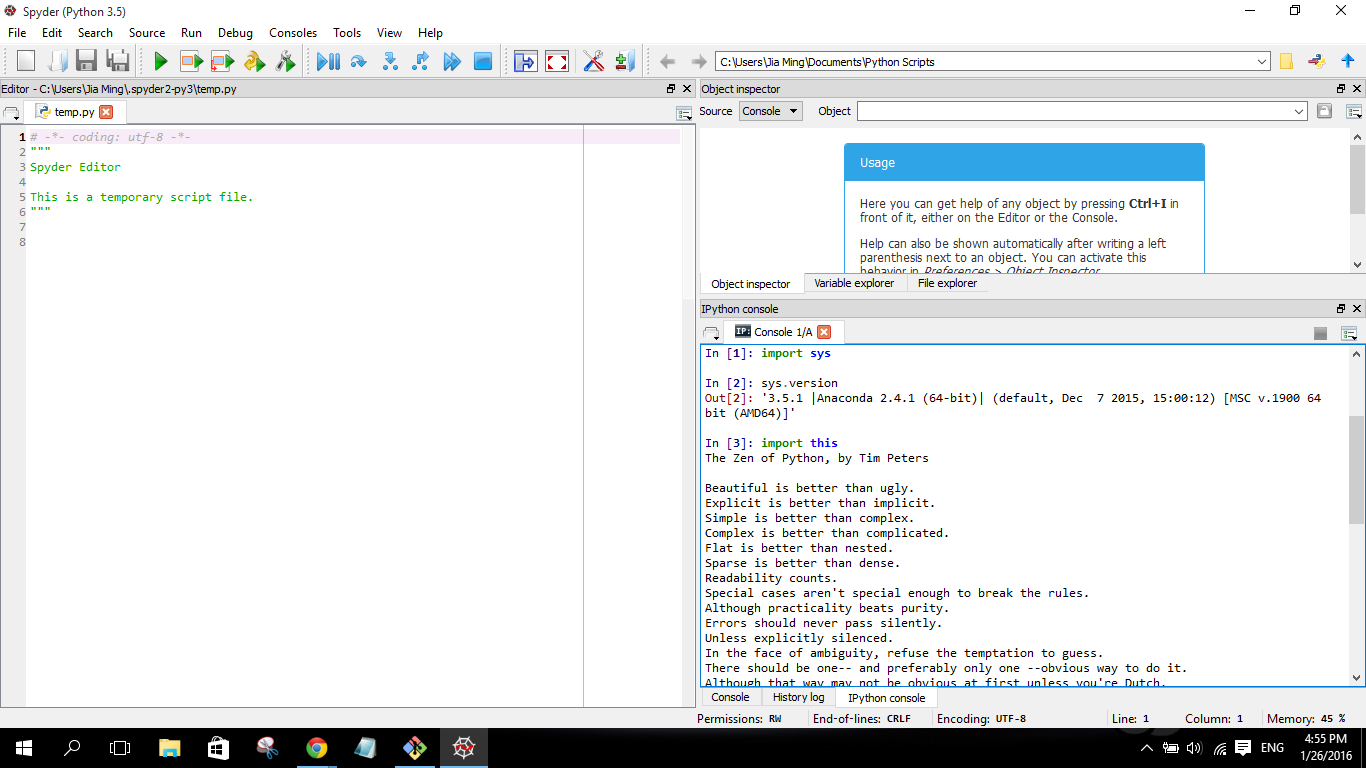 Spyder (Python 3.5)
File Edit Search Source Run Debug Consoles Tools View Help
C:\Users\Jia Ming\Documents\Python Scripts
Editor - C:\Users\Jia Ming\.spyder2-py3\temp.py
temp.py
1 # -*- coding: utf-8 -*-
2 """
3 Spyder Editor
4
5 This is a temporary script file.
6 """
7
8
Object inspector
Source Console Object
Usage
Here you can get help of any object by pressing Ctrl+I in
front of it, either on the Editor or the Console.
Help can also be shown automatically after writing a left
parenthesis next to an object. You can activate this
behavior in Preferences > Object Inspector.
Object inspector Variable explorer File explorer
IPython console
IP: Console 1/A
In [1]: import sys
In [2]: sys.version
Out[2]: '3.5.1 |Anaconda 2.4.1 (64-bit)| (default, Dec  7 2015, 15:00:12) [MSC v.1900 64
bit (AMD64)]'
In [3]: import this
The Zen of Python, by Tim Peters
Beautiful is better than ugly.
Explicit is better than implicit.
Simple is better than complex.
Complex is better than complicated.
Flat is better than nested.
Sparse is better than dense.
Readability counts.
Special cases aren't special enough to break the rules.
Although practicality beats purity.
Errors should never pass silently.
Unless explicitly silenced.
In the face of ambiguity, refuse the temptation to guess.
There should be one-- and preferably only one --obvious way to do it.
Although that way may not be obvious at first unless you're Dutch.
Console History log IPython console
Permissions: RW End-of-lines: CRLF Encoding: UTF-8 Line: 1 Column: 1 Memory: 45 %
ENG
4:55 PM
1/26/2016